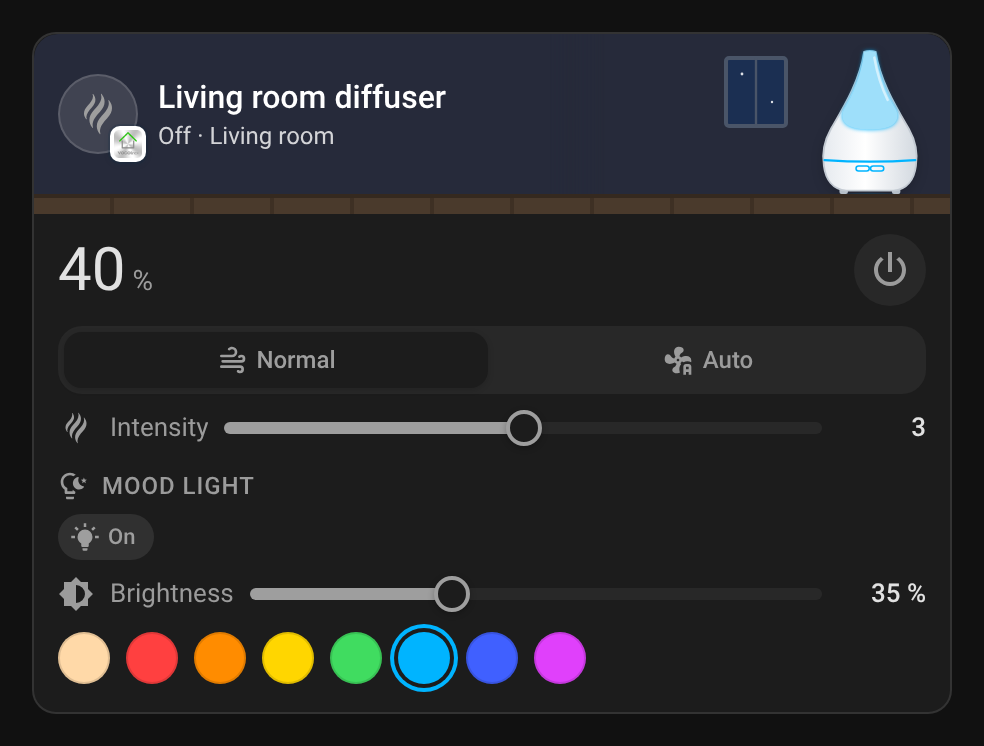 Living room diffuser
Off · Living room
40 %
Normal
Auto
Intensity
3
MOOD LIGHT
On
Brightness
35 %